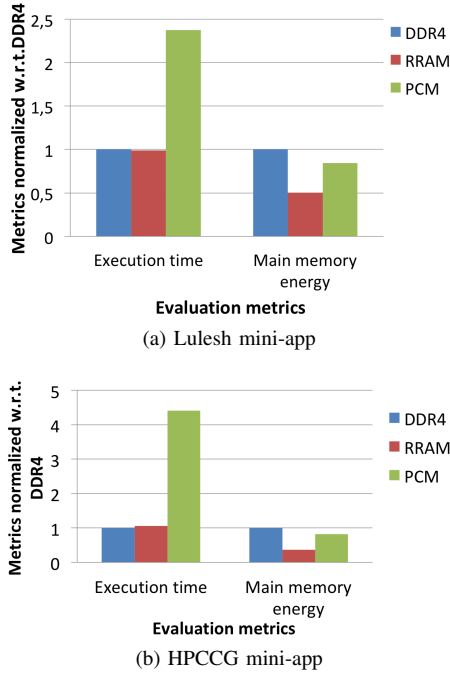 Metrics normalized w.r.t.DDR4
2,5
2
1,5
1
0,5
0
DDR4
RRAM
PCM
Execution time
Main memory
energy
Evaluation metrics
(a) Lulesh mini-app
Metrics normalized w.r.t.
DDR4
5
4
3
2
1
0
DDR4
RRAM
PCM
Execution time
Main memory
energy
Evaluation metrics
(b) HPCCG mini-app